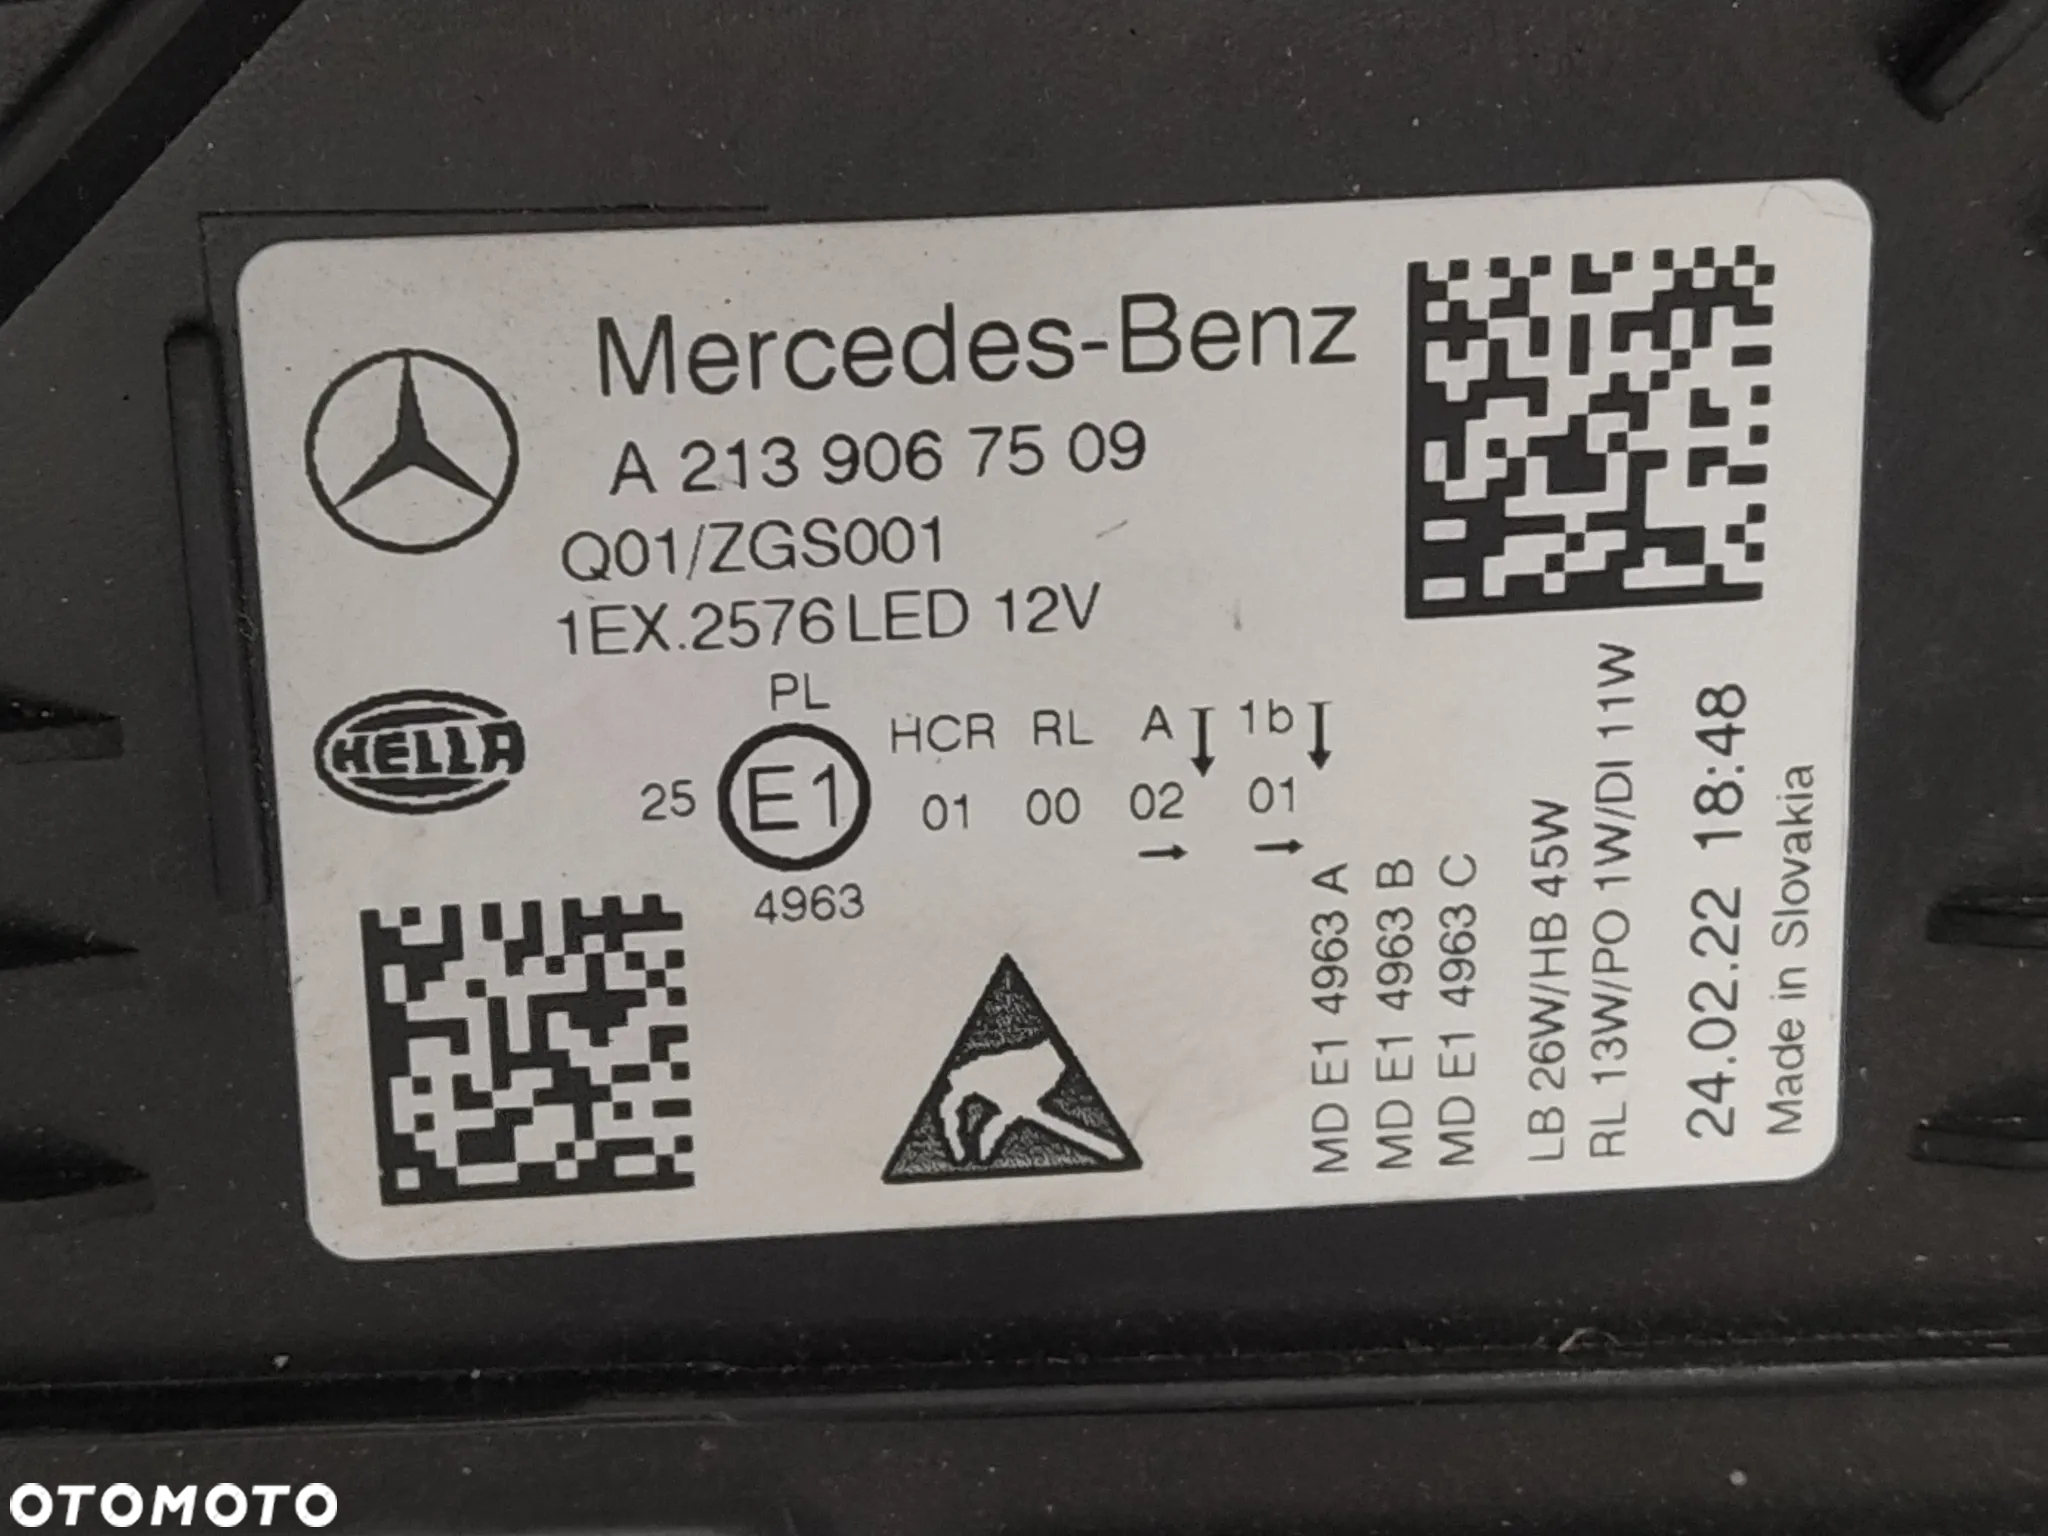 Mercedes-Benz
A 213 906 75 09
Q01/ZGS001
1EX.2576 LED 12V
HELLA
PL
25 E1 4963
HCR RL A 1b
01 00 02 01
MD E1 4963 A
MD E1 4963 B
MD E1 4963 C
LB 26W/HB 45W
RL 13W/PO 1W/DI 11W
24.02.22 18:48
Made in Slovakia
OTOMOTO